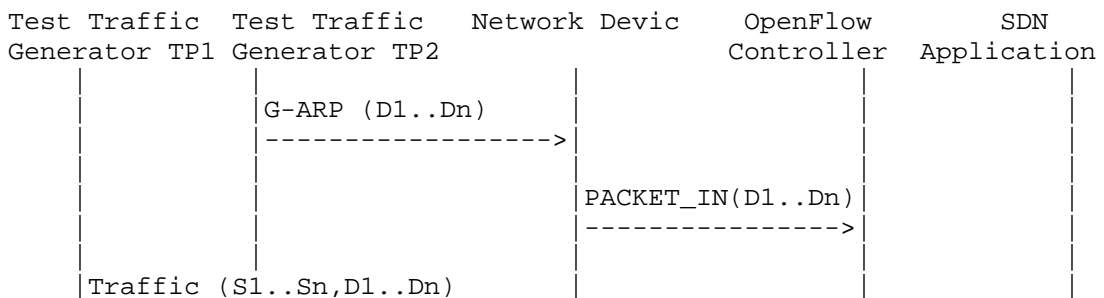 Test Traffic Test Traffic Network Devic OpenFlow SDN
Generator TP1 Generator TP2 Controller Application
G-ARP (D1..Dn)
PACKET_IN(D1..Dn)
Traffic (S1..Sn,D1..Dn)